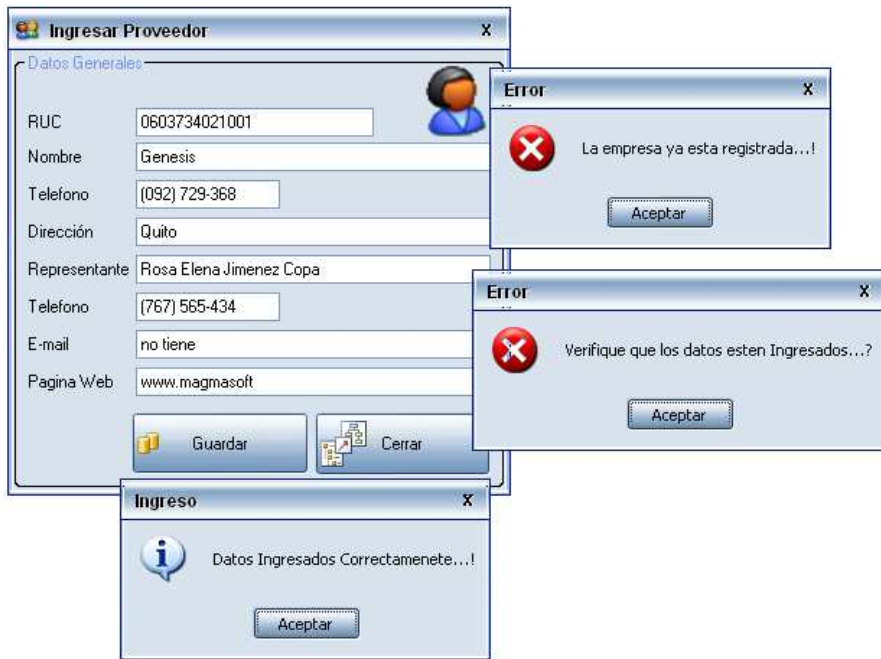 Ingresar Proveedor X
Datos Generales
RUC 0603734021001
Nombre Genesis
Telefono (092) 729-368
Dirección Quito
Representante Rosa Elena Jimenez Copa
Telefono (767) 565-434
E-mail no tiene
Pagina Web www.magmasoft
Guardar Cerrar
Error X
La empresa ya esta registrada...!
Aceptar
Error X
Verifique que los datos esten Ingresados...?
Aceptar
Ingreso X
Datos Ingresados Correctamenete...!
Aceptar